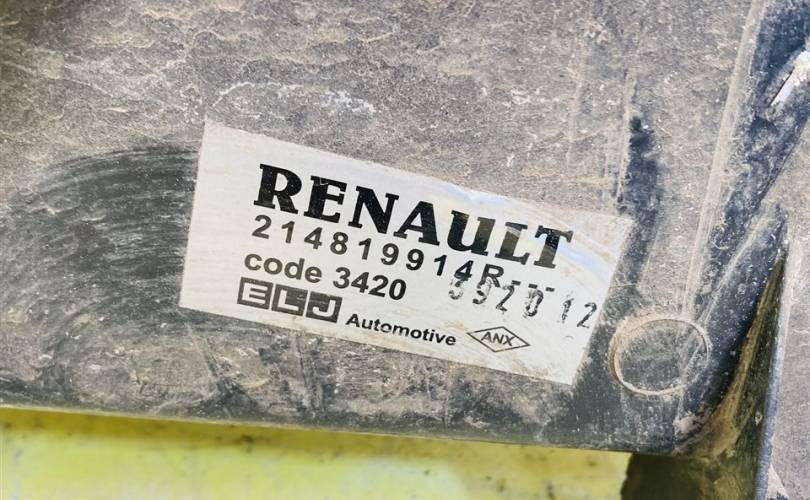 RENAULT
214819914R---
code 3420
ELJ Automotive ANX